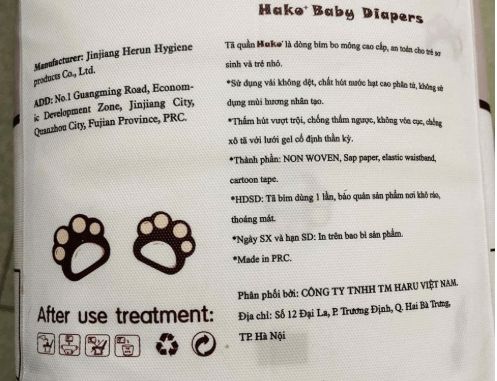 Hako+ Baby Diapers
Manufacturer: Jinjiang Herun Hygiene
products Co., Ltd.
ADD: No.1 Guangming Road, Econom-
ic Development Zone, Jinjiang City,
Quanzhou City, Fujian Province, PRC.
After use treatment:
Tã quần Hako+ là dòng bỉm bo mông cao cấp, an toàn cho trẻ sơ
sinh và trẻ nhỏ.
*Sử dụng vải không dệt, chất hút nước hạt cao phân tử, không sử
dụng mùi hương nhân tạo.
*Thấm hút vượt trội, chống thấm ngược, không vón cục, chẳng
xô tã với lưới gel cố định thần kỳ.
*Thành phần: NON WOVEN, Sap paper, elastic waistband,
cartoon tape.
*HDSD: Tã bỉm dùng 1 lần, bảo quản sản phẩm nơi khô ráo,
thoáng mát.
*Ngày SX và hạn SD: In trên bao bì sản phẩm.
*Made in PRC.
Phân phối bởi: CÔNG TY TNHH TM HARU VIỆT NAM.
Địa chỉ: Số 12 Đại La, P. Trương Định, Q. Hai Bà Trưng,
TP. Hà Nội